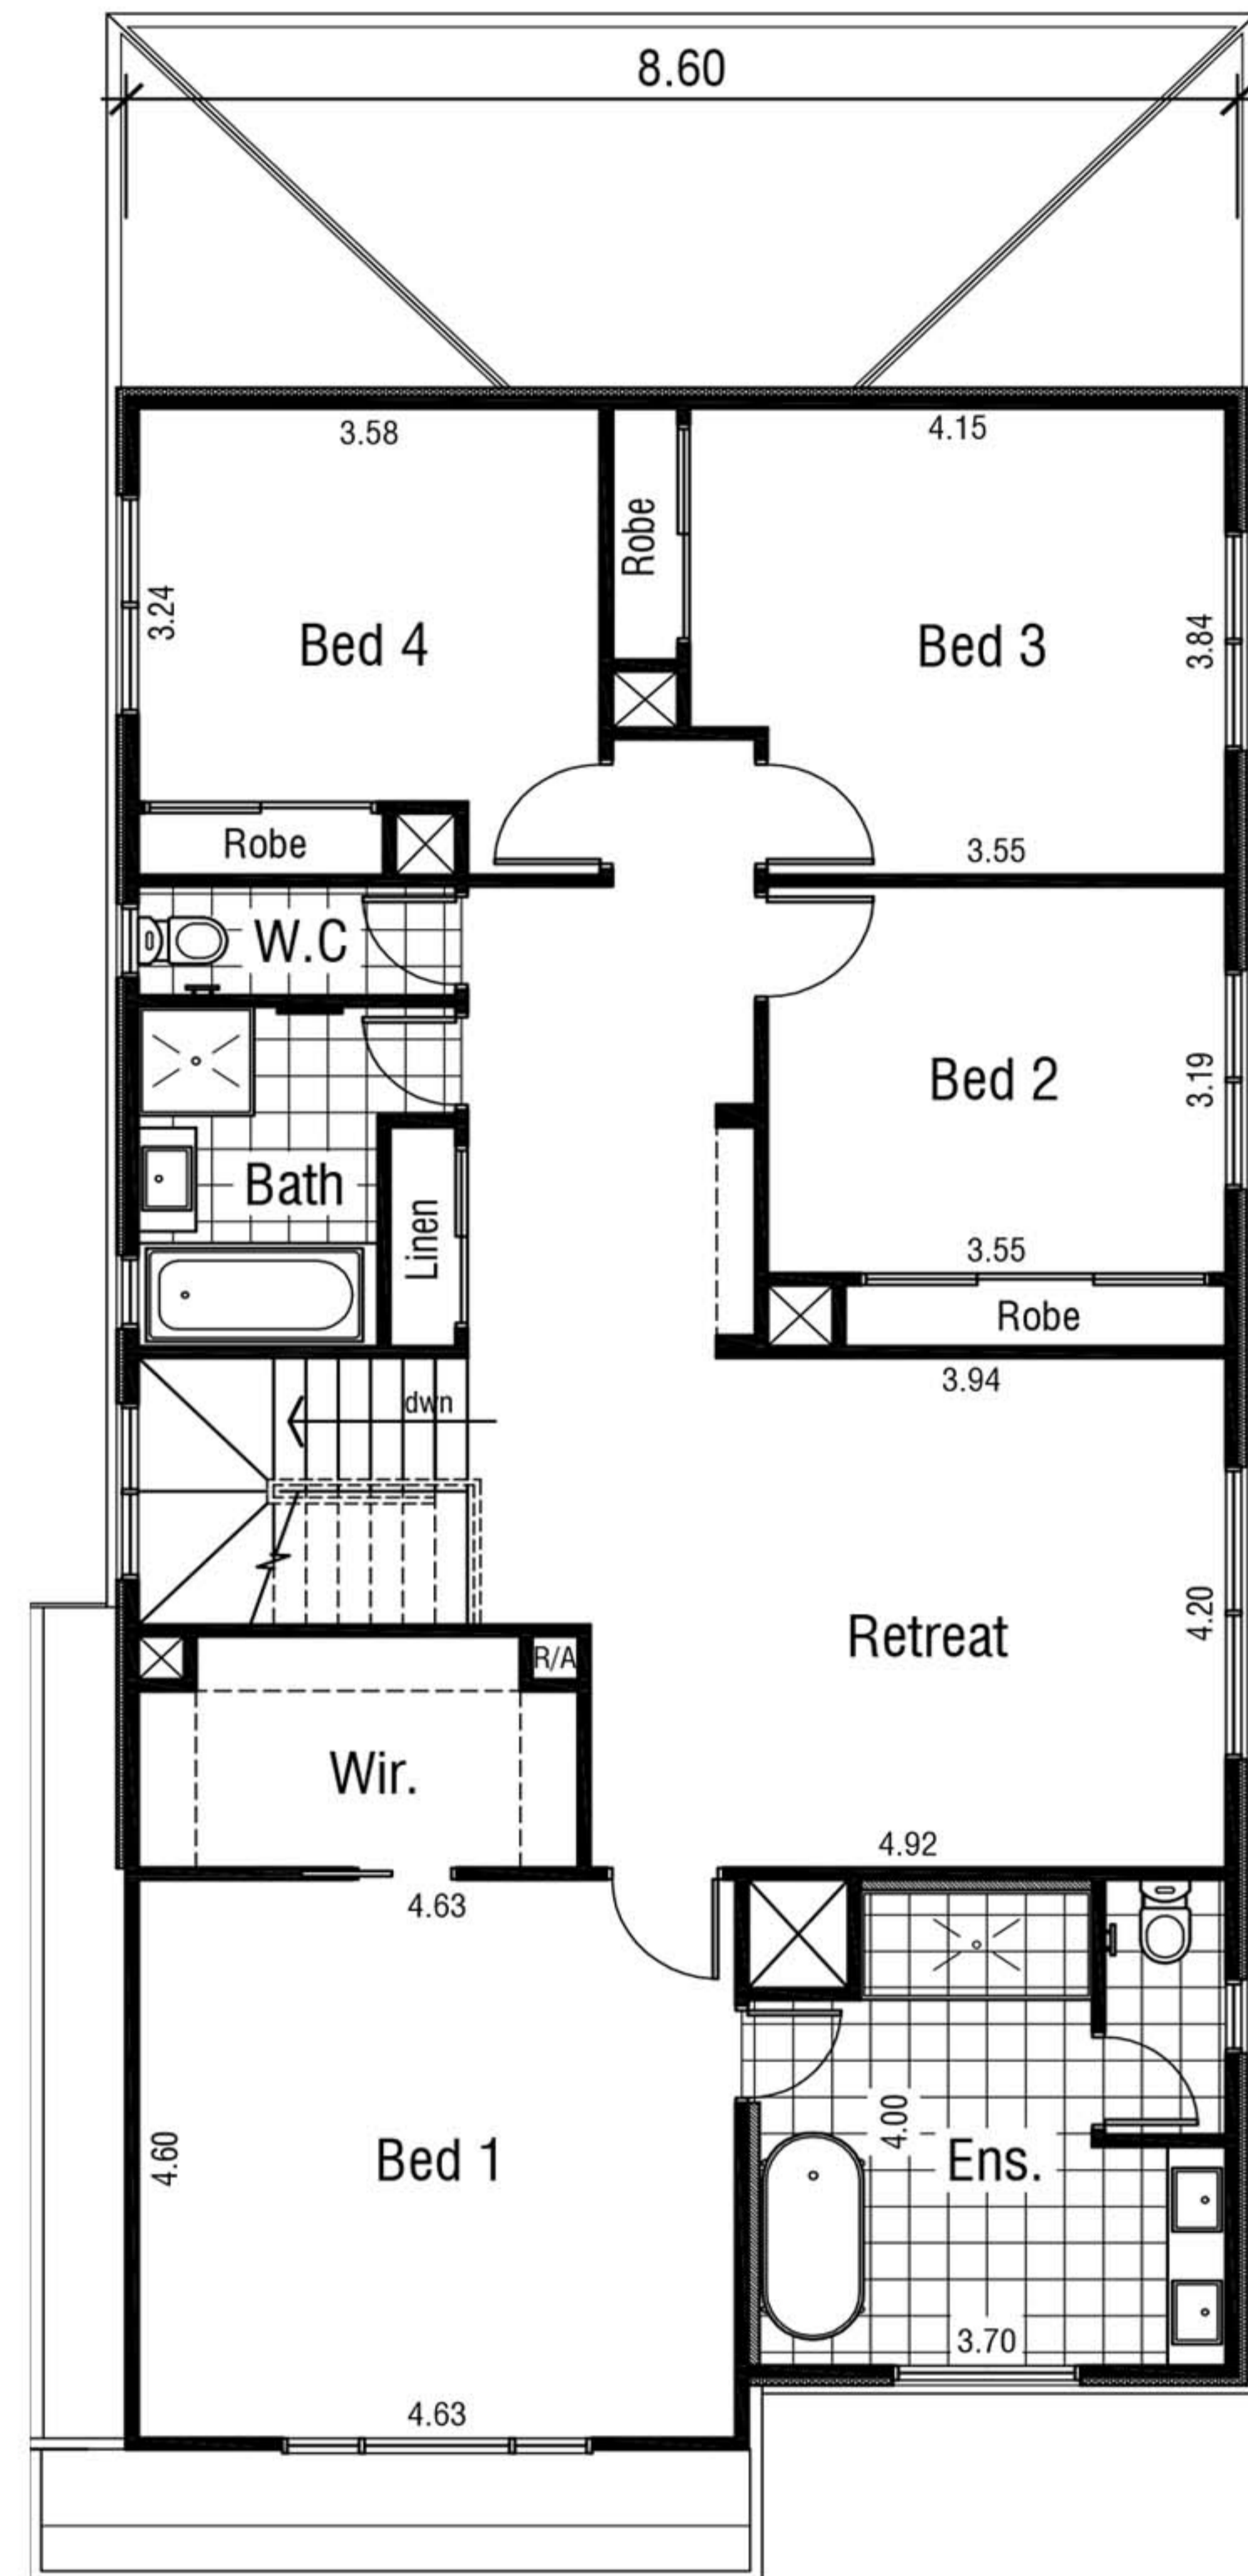 8.60
3.58
4.15
Robe
3.24
Bed 4
Bed 3
3.84
Robe
3.55
W.C
Bed 2
3.19
Bath
Linen
3.55
Robe
3.94
dwn
Retreat
4.20
R/A
Wir.
4.92
4.63
4.60
Bed 1
4.00
Ens.
3.70
4.63